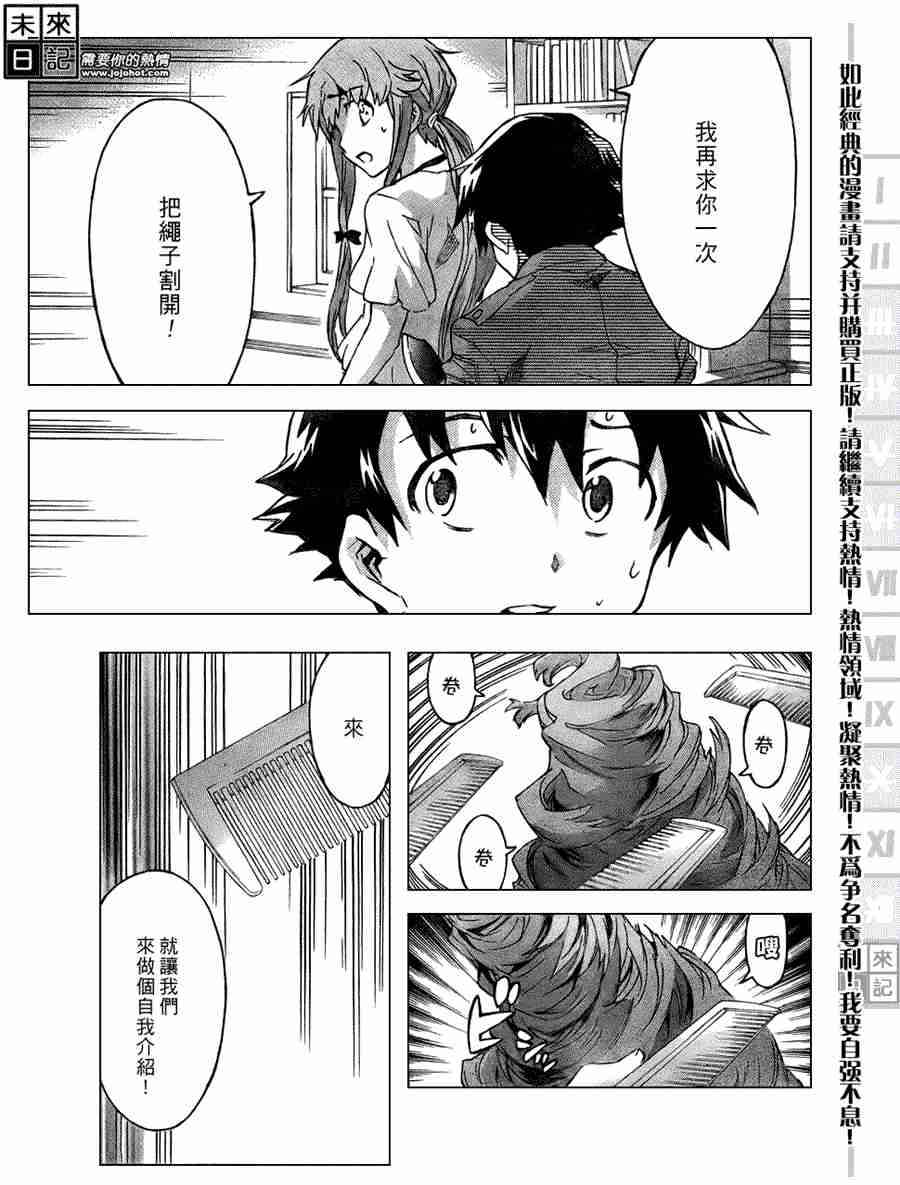 未來
日記
需要你的熱情
www.jojohot.com
我再求你一次
把繩子割開！
卷
卷
卷
嗖
來
就讓我們
來做個自我介紹！
如此經典的漫畫請支持并購買正版！請繼續支持熱情！熱情領域！凝聚熱情！不爲争名奪利！我要自强不息！
I
II
VI
VII
VIII
IX
X
XI
來
記